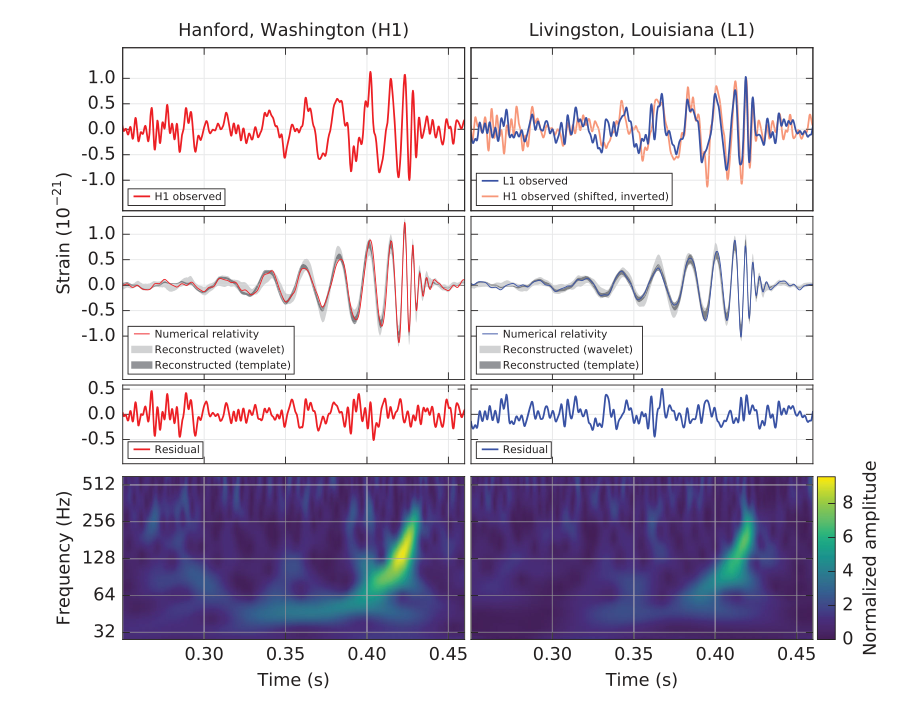 Hanford, Washington (H1)
Livingston, Louisiana (L1)
Strain (10⁻²¹)
1.0
0.5
0.0
-0.5
-1.0
H1 observed
L1 observed
H1 observed (shifted, inverted)
1.0
0.5
0.0
-0.5
-1.0
Numerical relativity
Reconstructed (wavelet)
Reconstructed (template)
Numerical relativity
Reconstructed (wavelet)
Reconstructed (template)
0.5
0.0
-0.5
Residual
Residual
Frequency (Hz)
512
256
128
64
32
0.30 0.35 0.40 0.45
Time (s)
0.30 0.35 0.40 0.45
Time (s)
8
6
4
2
0
Normalized amplitude